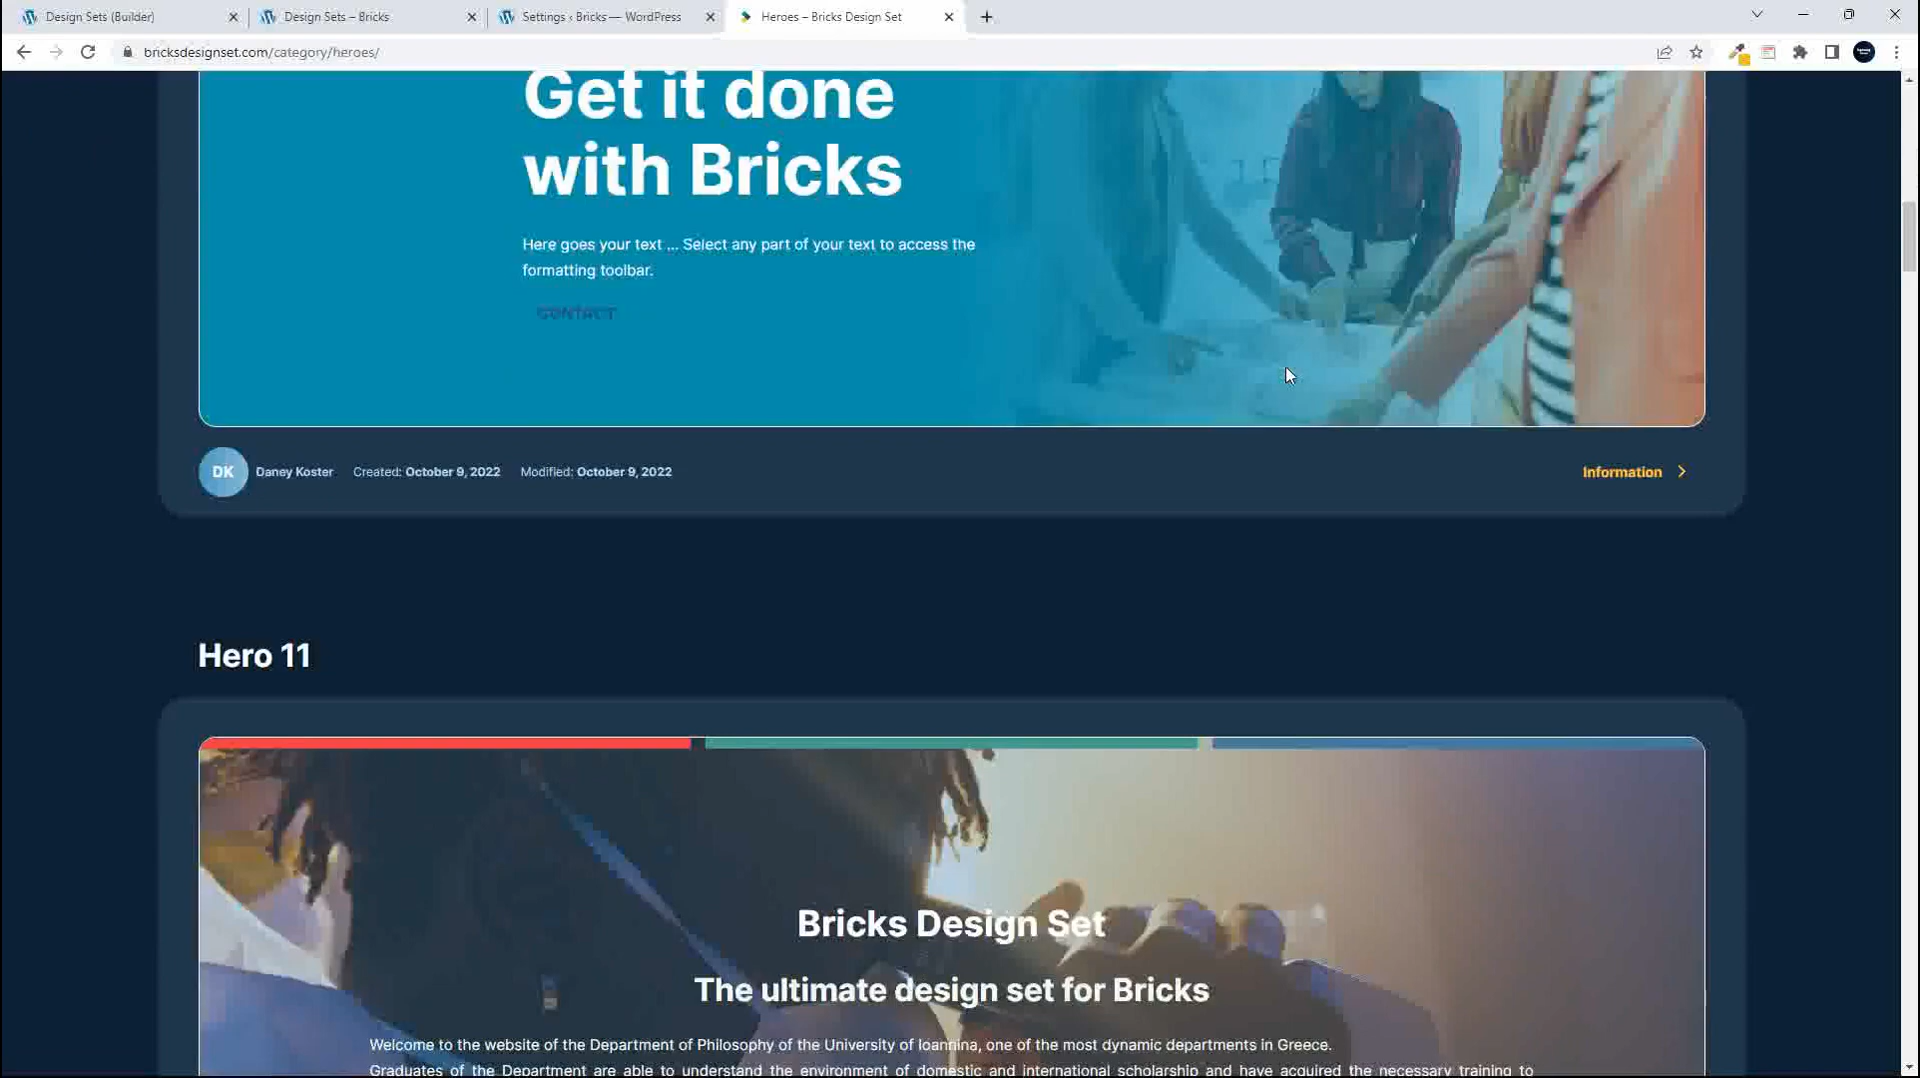 Design Sets (Builder)
Design Sets – Bricks
Settings ‹ Bricks — WordPress
Heroes – Bricks Design Set
bricksdesignset.com/category/heroes/
Get it done
with Bricks
Here goes your text ... Select any part of your text to access the
formatting toolbar.
CONTACT
DK
Daney Koster
Created: October 9, 2022
Modified: October 9, 2022
Information
Hero 11
Bricks Design Set
The ultimate design set for Bricks
Welcome to the website of the Department of Philosophy of the University of Ioannina, one of the most dynamic departments in Greece.
Graduates of the Department are able to understand the environment of domestic and international scholarship and have acquired the necessary training to